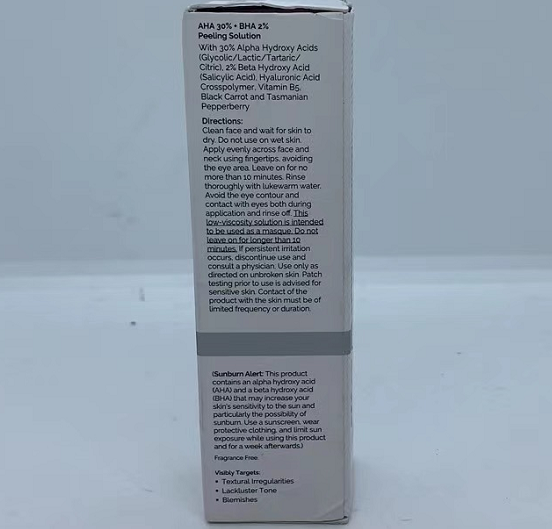 AHA 30% + BHA 2%
Peeling Solution
With 30% Alpha Hydroxy Acids
(Glycolic/Lactic/Tartaric/
Citric), 2% Beta Hydroxy Acid
(Salicylic Acid), Hyaluronic Acid
Crosspolymer, Vitamin B5,
Black Carrot and Tasmanian
Pepperberry
Directions:
Clean face and wait for skin to
dry. Do not use on wet skin.
Apply evenly across face and
neck using fingertips, avoiding
the eye area. Leave on for no
more than 10 minutes. Rinse
thoroughly with lukewarm water.
Avoid the eye contour and
contact with eyes both during
application and rinse off. This
low-viscosity solution is intended
to be used as a masque. Do not
leave on for longer than 10
minutes. If persistent irritation
occurs, discontinue use and
consult a physician. Use only as
directed on unbroken skin. Patch
testing prior to use is advised for
sensitive skin. Contact of the
product with the skin must be of
limited frequency or duration.
(Sunburn Alert: This product
contains an alpha hydroxy acid
(AHA) and a beta hydroxy acid
(BHA) that may increase your
skin's sensitivity to the sun and
particularly the possibility of
sunburn. Use a sunscreen, wear
protective clothing, and limit sun
exposure while using this product
and for a week afterwards.)
Fragrance Free.
Visibly Targets:
• Textural Irregularities
• Lackluster Tone
• Blemishes